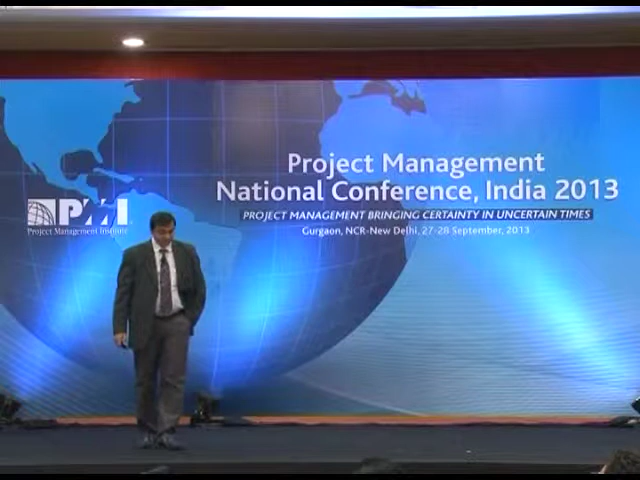 Project Management
National Conference, India 2013
PROJECT MANAGEMENT BRINGING CERTAINTY IN UNCERTAIN TIMES
Gurgaon, NCR-New Delhi, 27-28 September, 2013
PMI
Project Management Institute